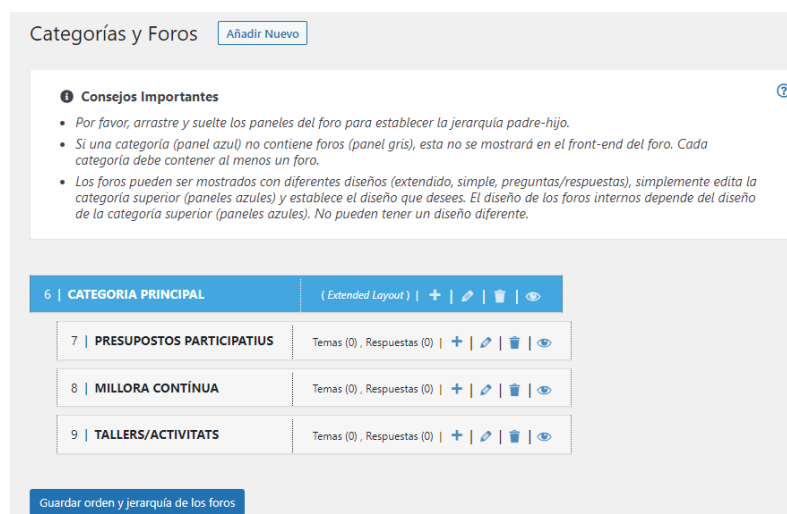 Categorías y Foros
Añadir Nuevo
Consejos Importantes
Por favor, arrastre y suelte los paneles del foro para establecer la jerarquía padre-hijo.
Si una categoría (panel azul) no contiene foros (panel gris), esta no se mostrará en el front-end del foro. Cada
categoría debe contener al menos un foro.
Los foros pueden ser mostrados con diferentes diseños (extendido, simple, preguntas/respuestas), simplemente edita la
categoría superior (paneles azules) y establece el diseño que desees. El diseño de los foros internos depende del diseño
de la categoría superior (paneles azules). No pueden tener un diseño diferente.
6 | CATEGORIA PRINCIPAL ( Extended Layout ) |
7 | PRESUPOSTOS PARTICIPATIUS Temas (0) , Respuestas (0) |
8 | MILLORA CONTÍNUA Temas (0) , Respuestas (0) |
9 | TALLERS/ACTIVITATS Temas (0) , Respuestas (0) |
Guardar orden y jerarquía de los foros